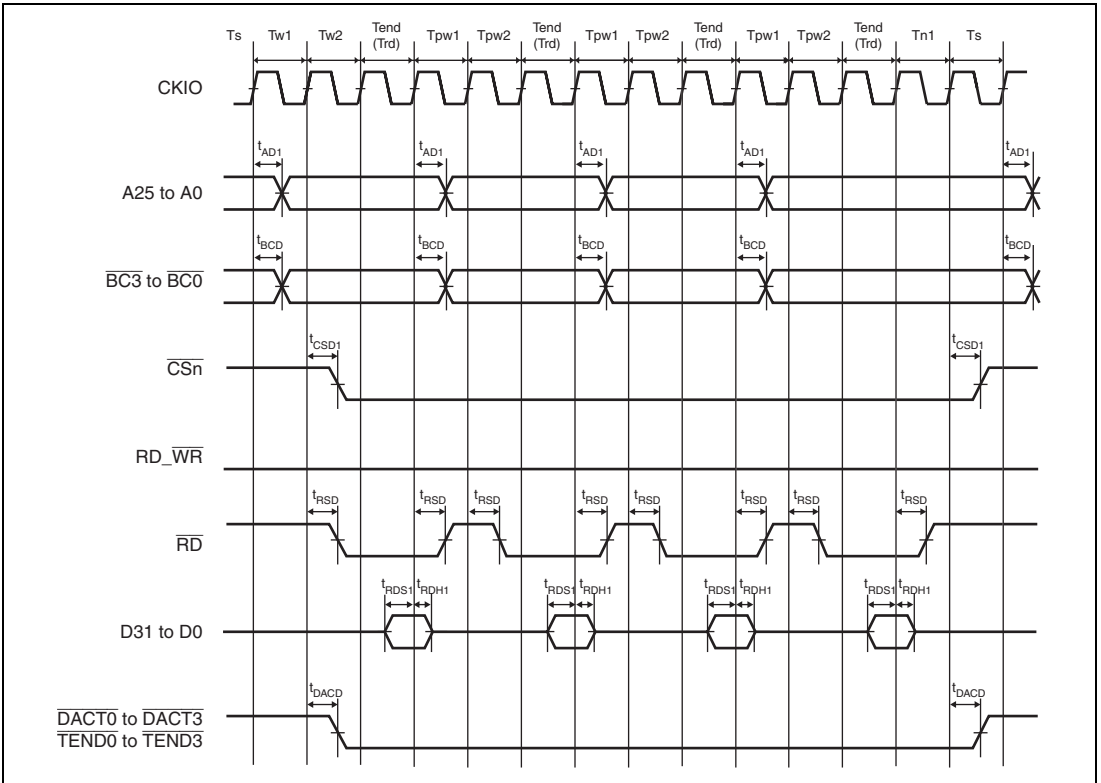 Ts Tw1 Tw2 Tend (Trd) Tpw1 Tpw2 Tend (Trd) Tpw1 Tpw2 Tend (Trd) Tpw1 Tpw2 Tend (Trd) Tn1 Ts
CKIO
tAD1 tAD1 tAD1 tAD1 tAD1
A25 to A0
tBCD tBCD tBCD tBCD tBCD
BC3 to BC0
tCSD1 tCSD1
CSn
RD_WR
tRSD tRSD tRSD tRSD tRSD tRSD tRSD tRSD
RD
tRDS1 tRDH1 tRDS1 tRDH1 tRDS1 tRDH1 tRDS1 tRDH1
D31 to D0
tDACD tDACD
DACT0 to DACT3
TEND0 to TEND3